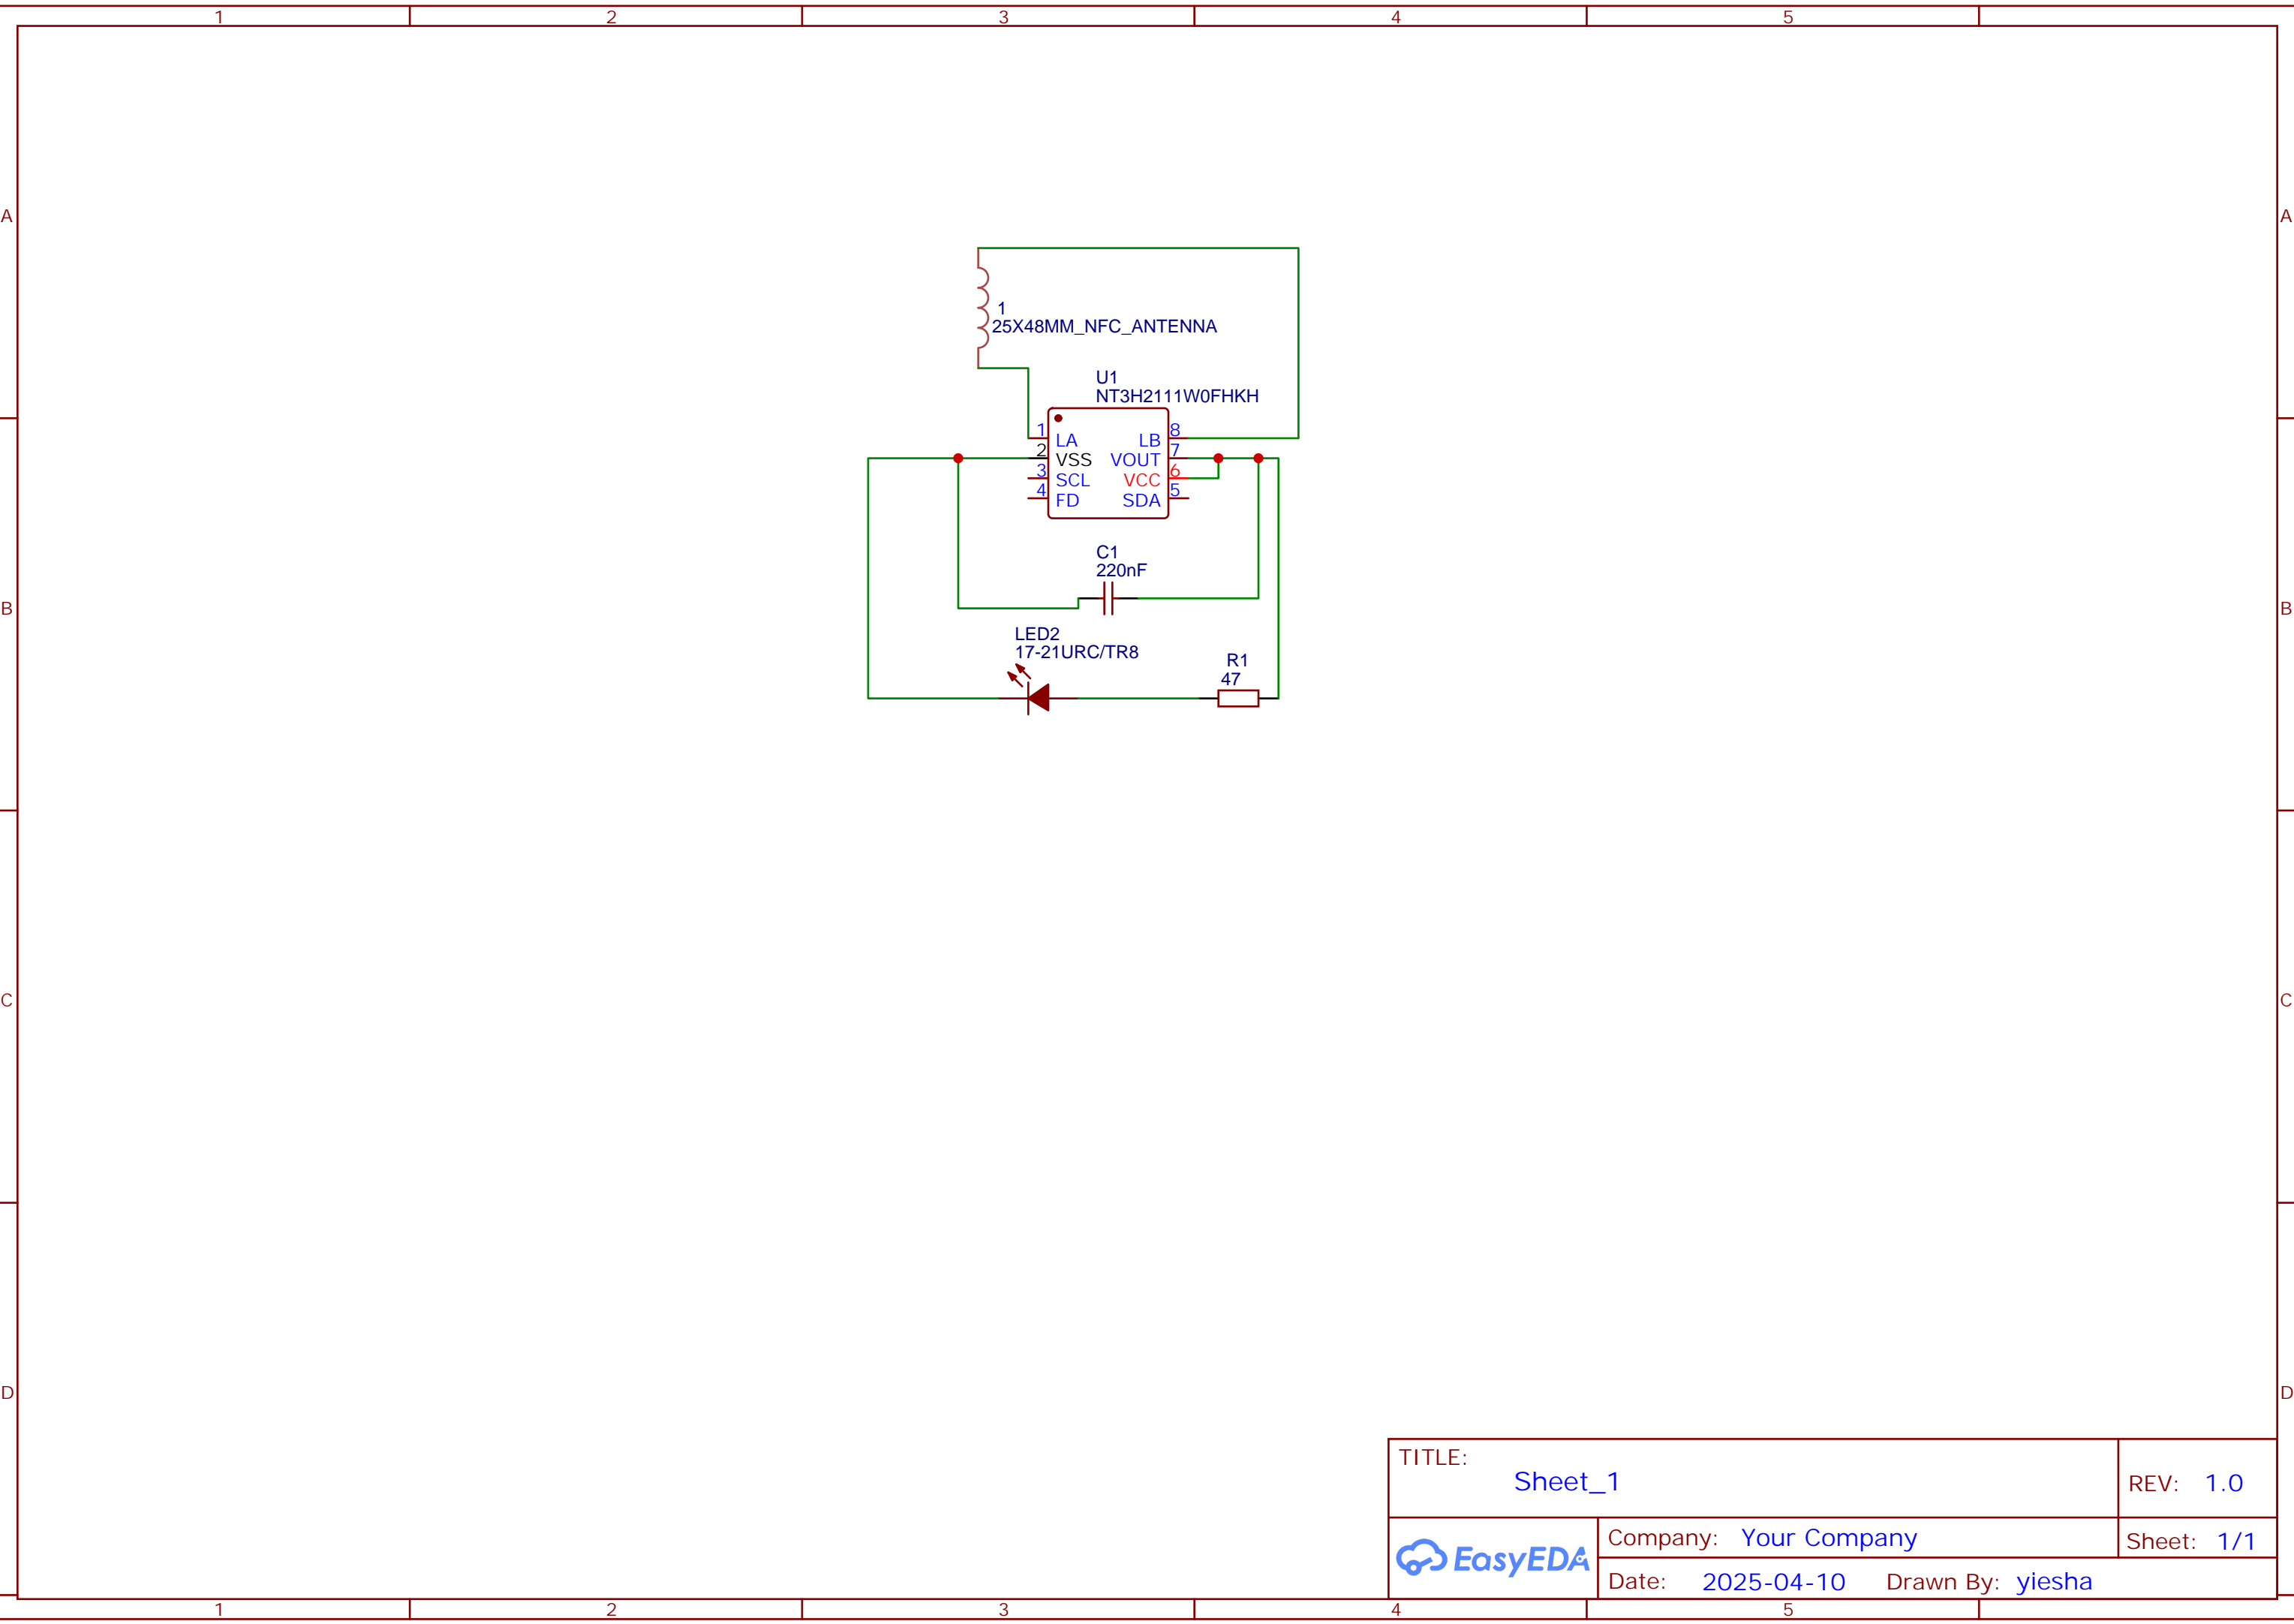 1 2 3 4 5
A A
1
25X48MM_NFC_ANTENNA
U1
NT3H2111W0FHKH
1 LA LB 8
2 VSS VOUT 7
3 SCL VCC 6
4 FD SDA 5
C1
220nF
B B
LED2
17-21URC/TR8
R1
47
C C
D D
TITLE:
Sheet_1
REV: 1.0
EasyEDA
Company: Your Company
Sheet: 1/1
Date: 2025-04-10 Drawn By: yiesha
1 2 3 4 5